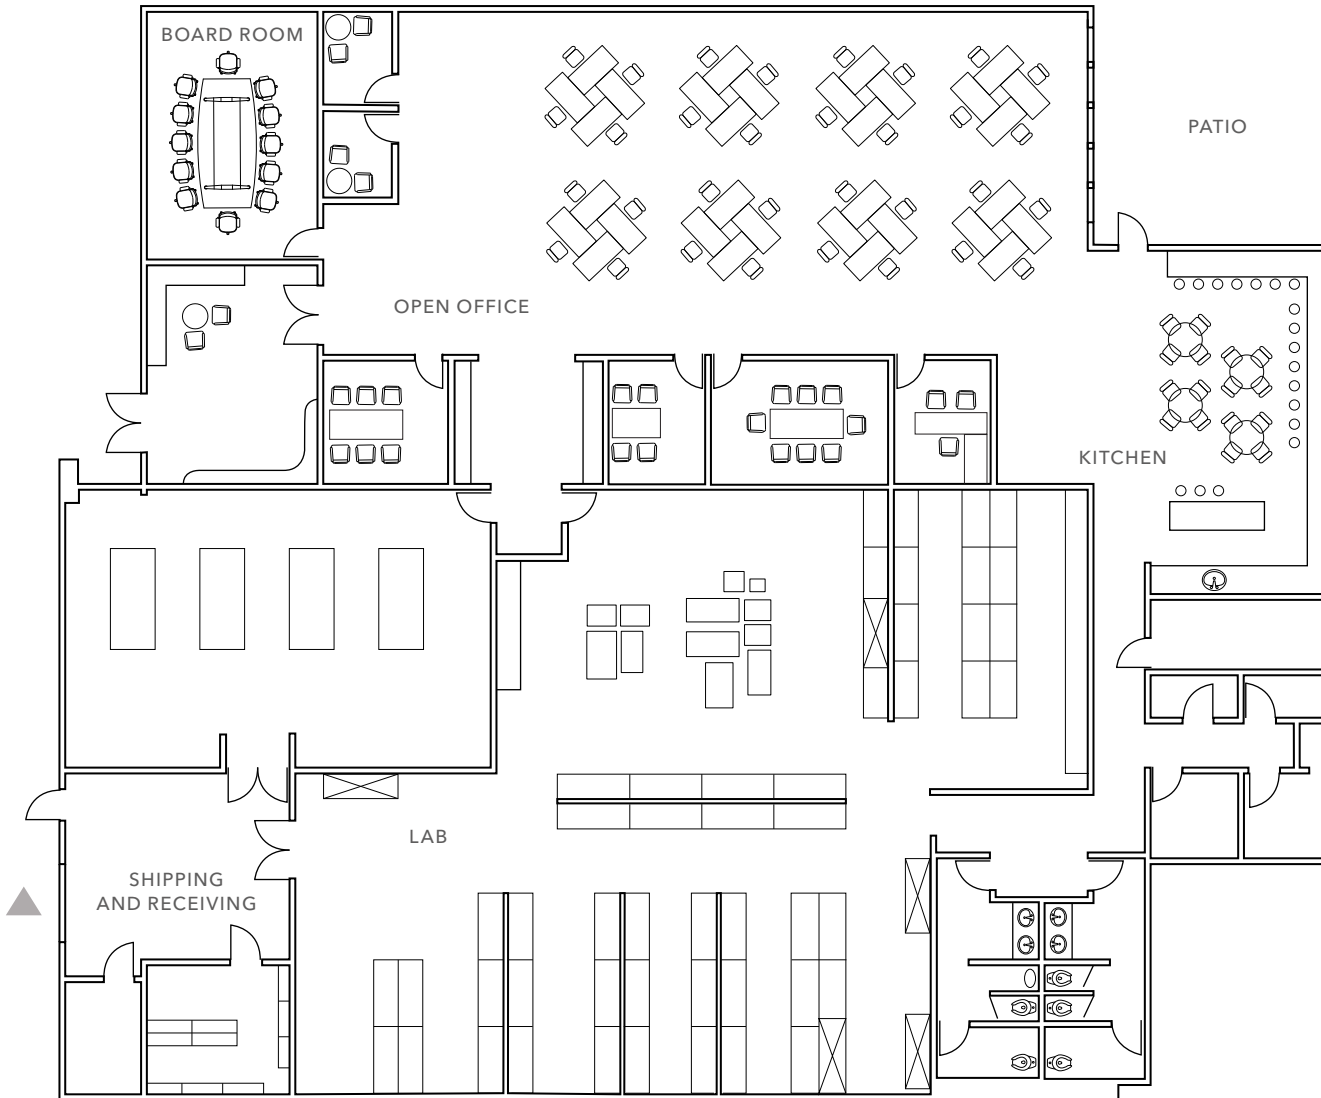 BOARD ROOM
PATIO
OPEN OFFICE
KITCHEN
LAB
SHIPPING
AND RECEIVING